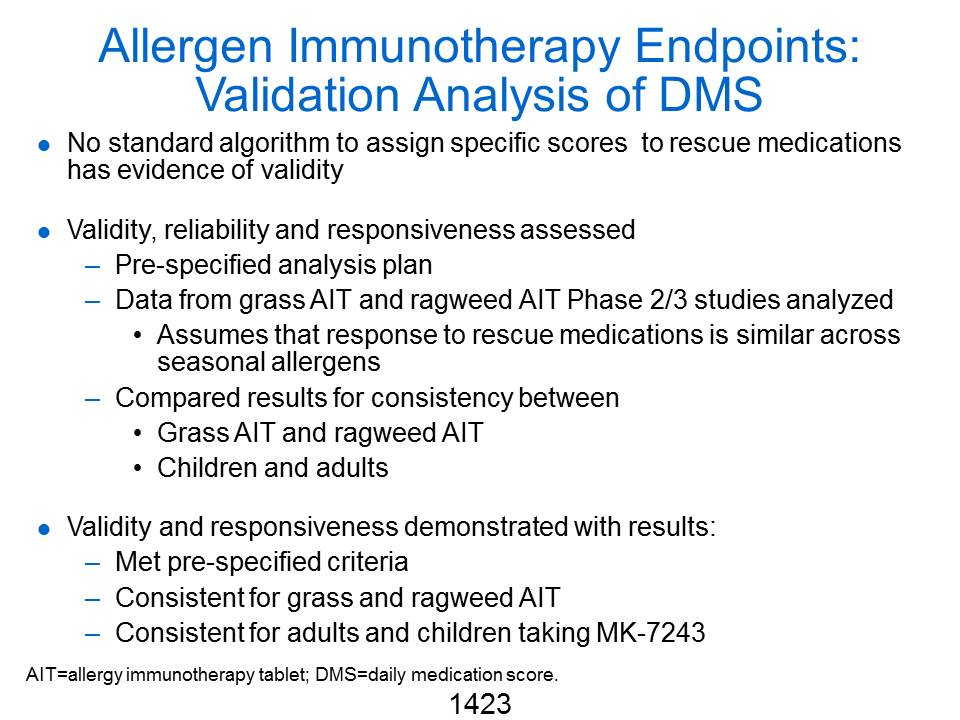 Allergen Immunotherapy Endpoints:
Validation Analysis of DMS
● No standard algorithm to assign specific scores  to rescue medications
has evidence of validity
● Validity, reliability and responsiveness assessed
– Pre-specified analysis plan
– Data from grass AIT and ragweed AIT Phase 2/3 studies analyzed
• Assumes that response to rescue medications is similar across
seasonal allergens
– Compared results for consistency between
• Grass AIT and ragweed AIT
• Children and adults
● Validity and responsiveness demonstrated with results:
– Met pre-specified criteria
– Consistent for grass and ragweed AIT
– Consistent for adults and children taking MK-7243
AIT=allergy immunotherapy tablet; DMS=daily medication score.
1423